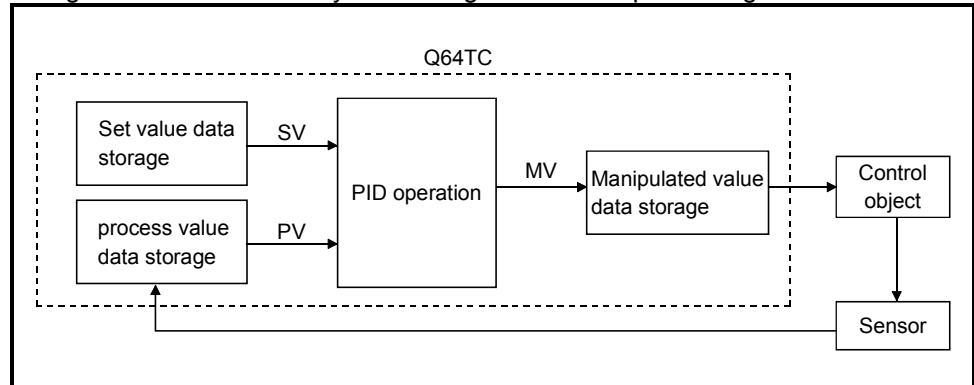 Q64TC
Set value data
storage
SV
PID operation
MV
Manipulated value
data storage
Control
object
process value
data storage
PV
Sensor